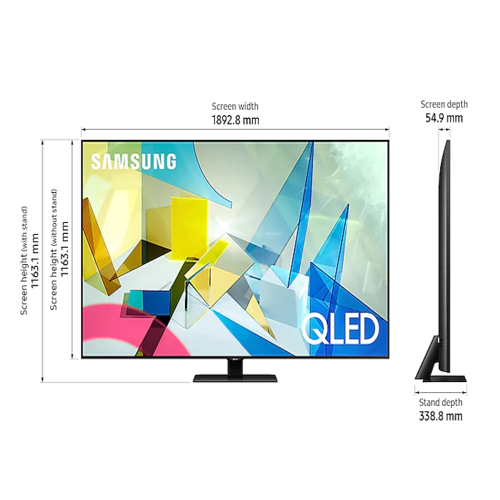 Screen width
1892.8 mm
Screen depth
54.9 mm
SAMSUNG
Screen height (with stand)
1163.1 mm
Screen height (without stand)
1163.1 mm
QLED
Stand depth
338.8 mm